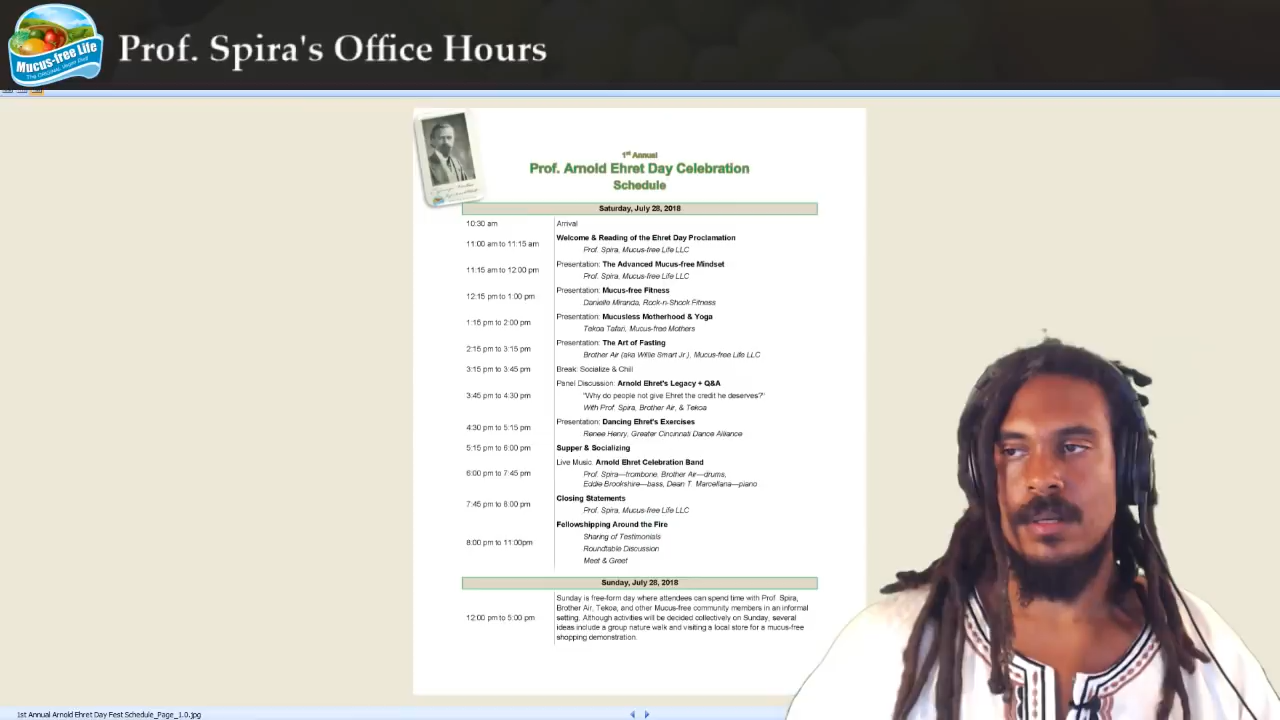 Mucus-free Life
The ORIGINAL Vegan Diet
Prof. Spira's Office Hours
1st Annual
Prof. Arnold Ehret Day Celebration
Schedule
Saturday, July 28, 2018
10:30 am Arrival
11:00 am to 11:15 am Welcome & Reading of the Ehret Day Proclamation
Prof. Spira, Mucus-free Life LLC
11:15 am to 12:00 pm Presentation: The Advanced Mucus-free Mindset
Prof. Spira, Mucus-free Life LLC
12:15 pm to 1:00 pm Presentation: Mucus-free Fitness
Danielle Miranda, Rock-n-Shock Fitness
1:15 pm to 2:00 pm Presentation: Mucusless Motherhood & Yoga
Tekoa Tafari, Mucus-free Mothers
2:15 pm to 3:15 pm Presentation: The Art of Fasting
Brother Air (aka Willie Smart Jr.), Mucus-free Life LLC
3:15 pm to 3:45 pm Break: Socialize & Chill
3:45 pm to 4:30 pm Panel Discussion: Arnold Ehret's Legacy + Q&A
"Why do people not give Ehret the credit he deserves?"
With Prof. Spira, Brother Air, & Tekoa
4:30 pm to 5:15 pm Presentation: Dancing Ehret's Exercises
Renee Henry, Greater Cincinnati Dance Alliance
5:15 pm to 6:00 pm Supper & Socializing
6:00 pm to 7:45 pm Live Music: Arnold Ehret Celebration Band
Prof. Spira—trombone, Brother Air—drums,
Eddie Brookshire—bass, Dean T. Marcellana—piano
7:45 pm to 8:00 pm Closing Statements
Prof. Spira, Mucus-free Life LLC
8:00 pm to 11:00pm Fellowshipping Around the Fire
Sharing of Testimonials
Roundtable Discussion
Meet & Greet
Sunday, July 28, 2018
12:00 pm to 5:00 pm Sunday is free-form day where attendees can spend time with Prof. Spira,
Brother Air, Tekoa, and other Mucus-free community members in an informal
setting. Although activities will be decided collectively on Sunday, several
ideas include a group nature walk and visiting a local store for a mucus-free
shopping demonstration.
1st Annual Arnold Ehret Day Fest Schedule_Page_1.0.jpg